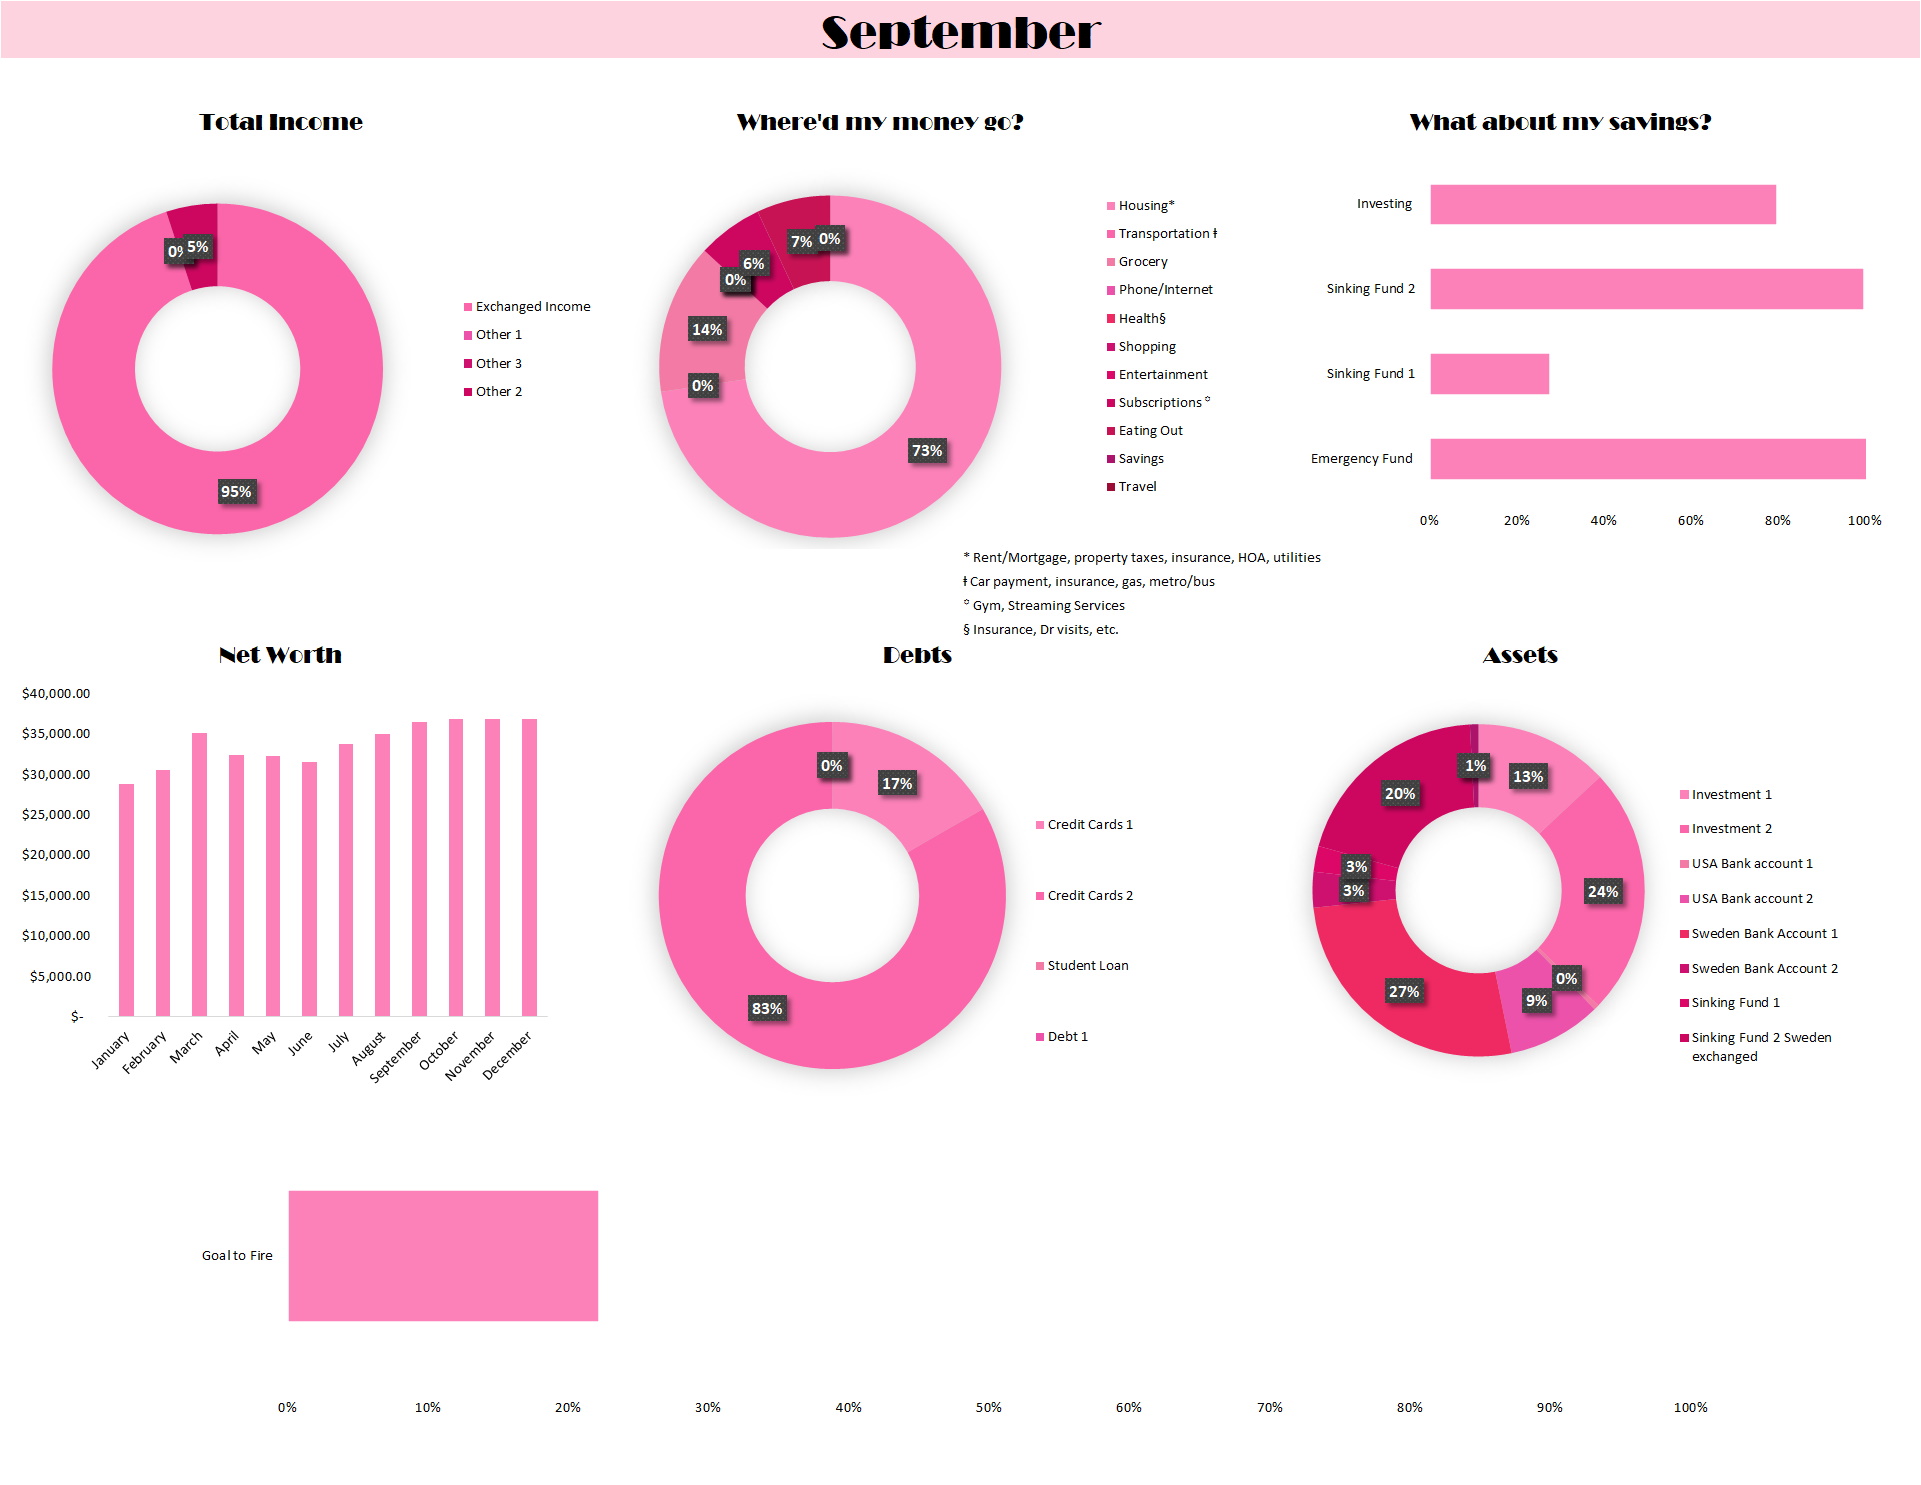 September
Total Income
0%
5%
95%
Exchanged Income
Other 1
Other 3
Other 2
Where'd my money go?
7%
0%
6%
0%
14%
0%
73%
Housing*
Transportation ƚ
Grocery
Phone/Internet
Health§
Shopping
Entertainment
Subscriptions ⁰
Eating Out
Savings
Travel
* Rent/Mortgage, property taxes, insurance, HOA, utilities
ƚ Car payment, insurance, gas, metro/bus
⁰ Gym, Streaming Services
§ Insurance, Dr visits, etc.
What about my savings?
Investing
Sinking Fund 2
Sinking Fund 1
Emergency Fund
0% 20% 40% 60% 80% 100%
Net Worth
$40,000.00
$35,000.00
$30,000.00
$25,000.00
$20,000.00
$15,000.00
$10,000.00
$5,000.00
$-
January February March April May June July August September October November December
Debts
0%
17%
83%
Credit Cards 1
Credit Cards 2
Student Loan
Debt 1
Assets
1%
13%
20%
3%
3%
24%
0%
9%
27%
Investment 1
Investment 2
USA Bank account 1
USA Bank account 2
Sweden Bank Account 1
Sweden Bank Account 2
Sinking Fund 1
Sinking Fund 2 Sweden
exchanged
Goal to Fire
0% 10% 20% 30% 40% 50% 60% 70% 80% 90% 100%